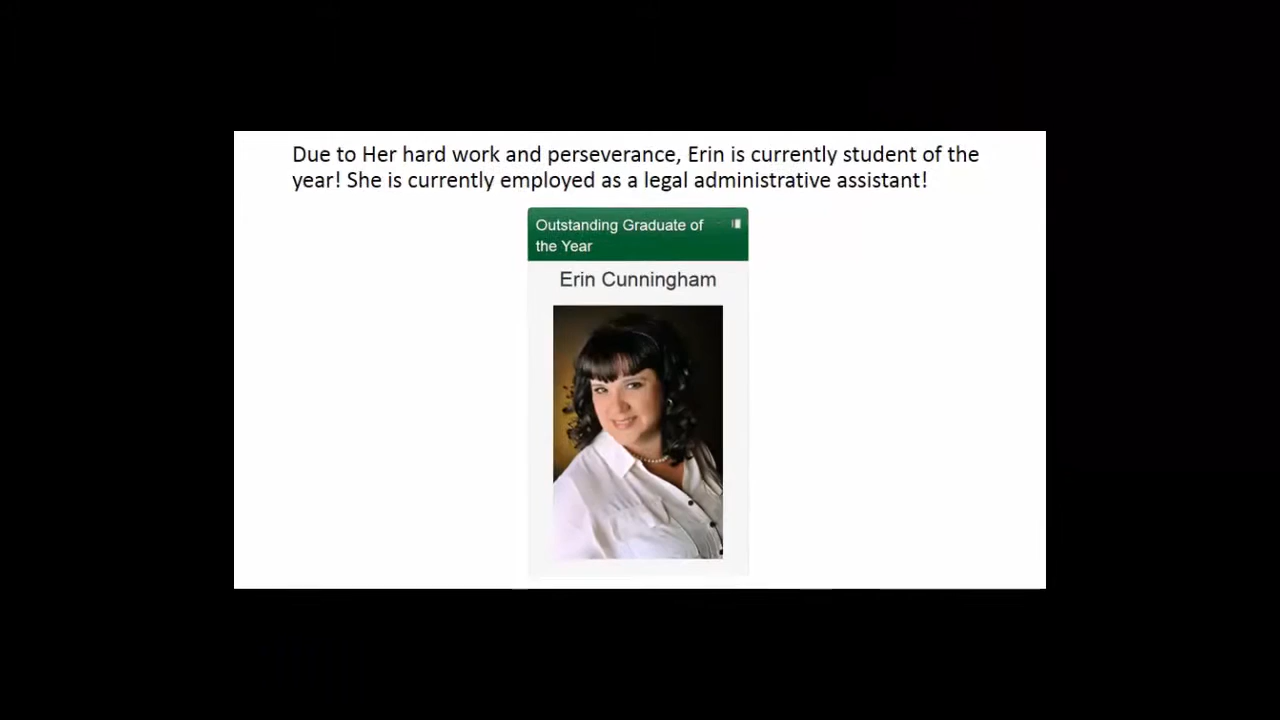 Due to Her hard work and perseverance, Erin is currently student of the
year! She is currently employed as a legal administrative assistant!
Outstanding Graduate of
the Year
Erin Cunningham